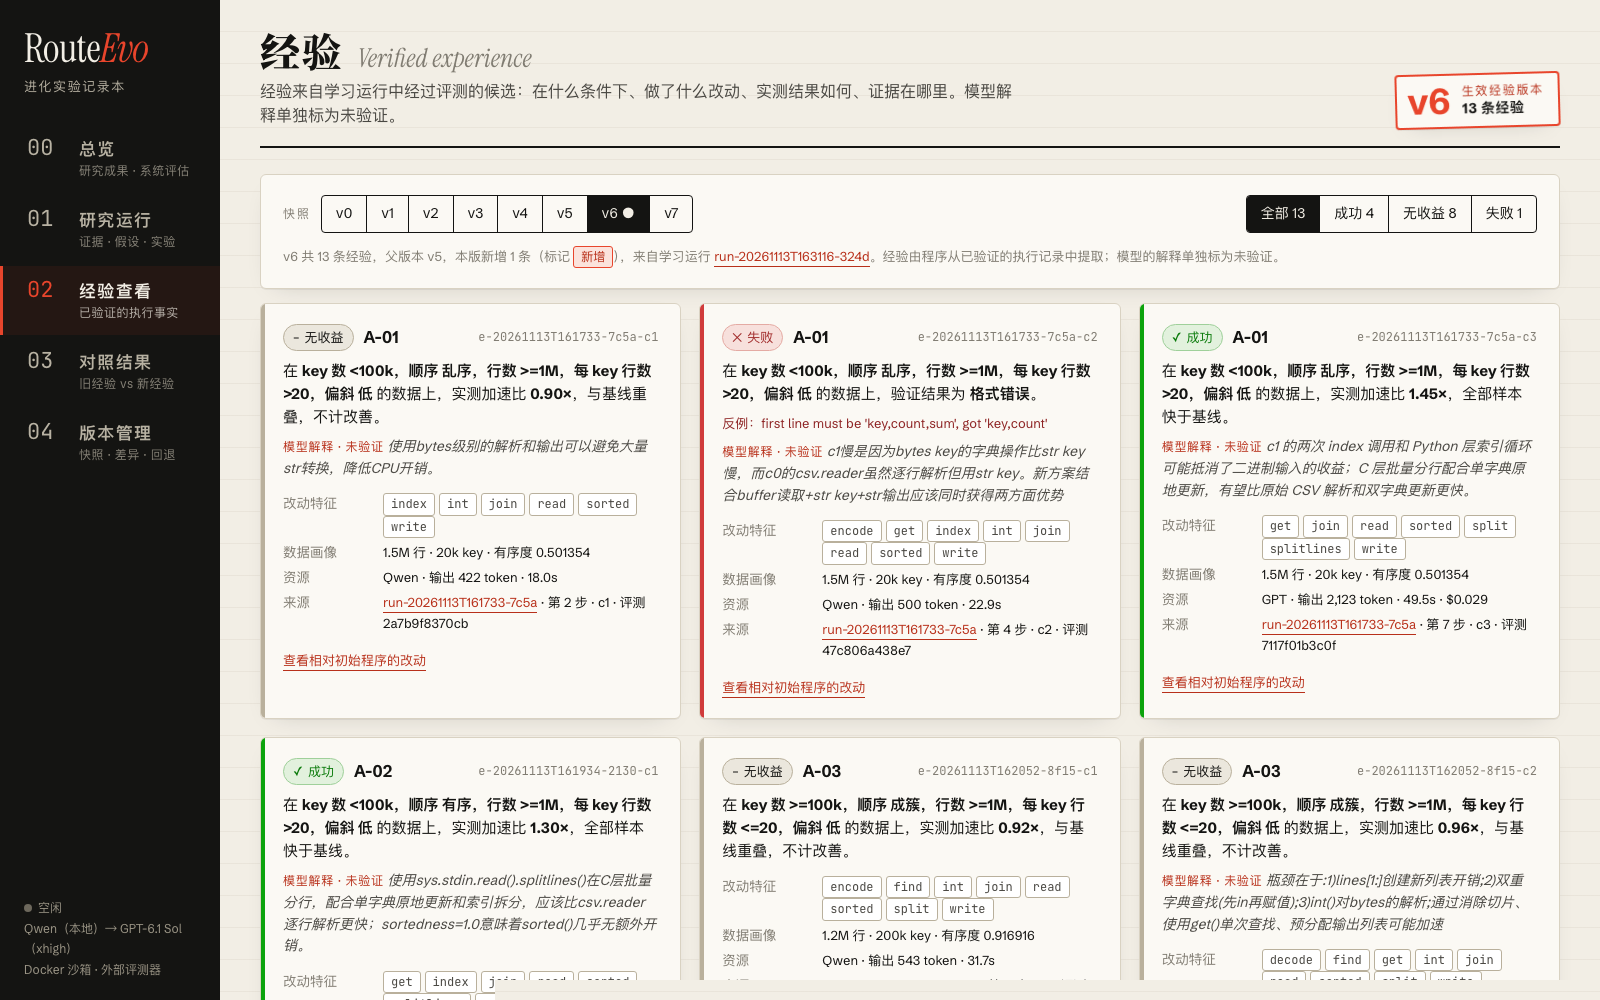 RouteEvo
进化实验记录本
00 总览
研究成果 · 系统评估
01 研究运行
证据 · 假设 · 实验
02 经验查看
已验证的执行事实
03 对照结果
旧经验 vs 新经验
04 版本管理
快照 · 差异 · 回退
空闲
Qwen（本地）→ GPT-6.1 Sol
（xhigh）
Docker 沙箱 · 外部评测器
经验 Verified experience
经验来自学习运行中经过评测的候选：在什么条件下、做了什么改动、实测结果如何、证据在哪里。模型解
释单独标为未验证。
v6 生效经验版本
13 条经验
快照 v0 v1 v2 v3 v4 v5 v6 v7
全部 13 成功 4 无收益 8 失败 1
v6 共 13 条经验，父版本 v5，本版新增 1 条（标记 新增），来自学习运行 run-20261113T163116-324d。经验由程序从已验证的执行记录中提取；模型的解释单独标为未验证。
– 无收益 A-01 e-20261113T161733-7c5a-c1
在 key 数 <100k，顺序 乱序，行数 >=1M，每 key 行数
>20，偏斜 低 的数据上，实测加速比 0.90×，与基线重
叠，不计改善。
模型解释 · 未验证 使用bytes级别的解析和输出可以避免大量
str转换，降低CPU开销。
改动特征 index int join read sorted
write
数据画像 1.5M 行 · 20k key · 有序度 0.501354
资源 Qwen · 输出 422 token · 18.0s
来源 run-20261113T161733-7c5a · 第 2 步 · c1 · 评测
2a7b9f8370cb
查看相对初始程序的改动
✕ 失败 A-01 e-20261113T161733-7c5a-c2
在 key 数 <100k，顺序 乱序，行数 >=1M，每 key 行数
>20，偏斜 低 的数据上，验证结果为 格式错误。
反例：first line must be 'key,count,sum', got 'key,count'
模型解释 · 未验证 c1慢是因为bytes key的字典操作比str key
慢，而c0的csv.reader虽然逐行解析但用str key。新方案结
合buffer读取+str key+str输出应该同时获得两方面优势
改动特征 encode get index int join
read sorted write
数据画像 1.5M 行 · 20k key · 有序度 0.501354
资源 Qwen · 输出 500 token · 22.9s
来源 run-20261113T161733-7c5a · 第 4 步 · c2 · 评测
47c806a438e7
查看相对初始程序的改动
✓ 成功 A-01 e-20261113T161733-7c5a-c3
在 key 数 <100k，顺序 乱序，行数 >=1M，每 key 行数
>20，偏斜 低 的数据上，实测加速比 1.45×，全部样本
快于基线。
模型解释 · 未验证 c1 的两次 index 调用和 Python 层索引循环
可能抵消了二进制输入的收益；C 层批量分行配合单字典原
地更新，有望比原始 CSV 解析和双字典更新更快。
改动特征 get join read sorted split
splitlines write
数据画像 1.5M 行 · 20k key · 有序度 0.501354
资源 GPT · 输出 2,123 token · 49.5s · $0.029
来源 run-20261113T161733-7c5a · 第 7 步 · c3 · 评测
7117f01b3c0f
查看相对初始程序的改动
✓ 成功 A-02 e-20261113T161934-2130-c1
在 key 数 <100k，顺序 有序，行数 >=1M，每 key 行数
>20，偏斜 低 的数据上，实测加速比 1.30×，全部样本
快于基线。
模型解释 · 未验证 使用sys.stdin.read().splitlines()在C层批量
分行，配合单字典原地更新和索引拆分，应该比csv.reader
逐行解析更快；sortedness=1.0意味着sorted()几乎无额外开
销。
改动特征 get index join read sorted
– 无收益 A-03 e-20261113T162052-8f15-c1
在 key 数 >=100k，顺序 成簇，行数 >=1M，每 key 行
数 <=20，偏斜 低 的数据上，实测加速比 0.92×，与基
线重叠，不计改善。
改动特征 encode find int join read
sorted split write
数据画像 1.2M 行 · 200k key · 有序度 0.916916
资源 Qwen · 输出 543 token · 31.7s
– 无收益 A-03 e-20261113T162052-8f15-c2
在 key 数 >=100k，顺序 成簇，行数 >=1M，每 key 行
数 <=20，偏斜 低 的数据上，实测加速比 0.96×，与基
线重叠，不计改善。
模型解释 · 未验证 瓶颈在于:1)lines[1:]创建新列表开销;2)双重
字典查找(先in再赋值);3)int()对bytes的解析;通过消除切片、
使用get()单次查找、预分配输出列表可能加速
改动特征 decode find get int join
read sorted split write